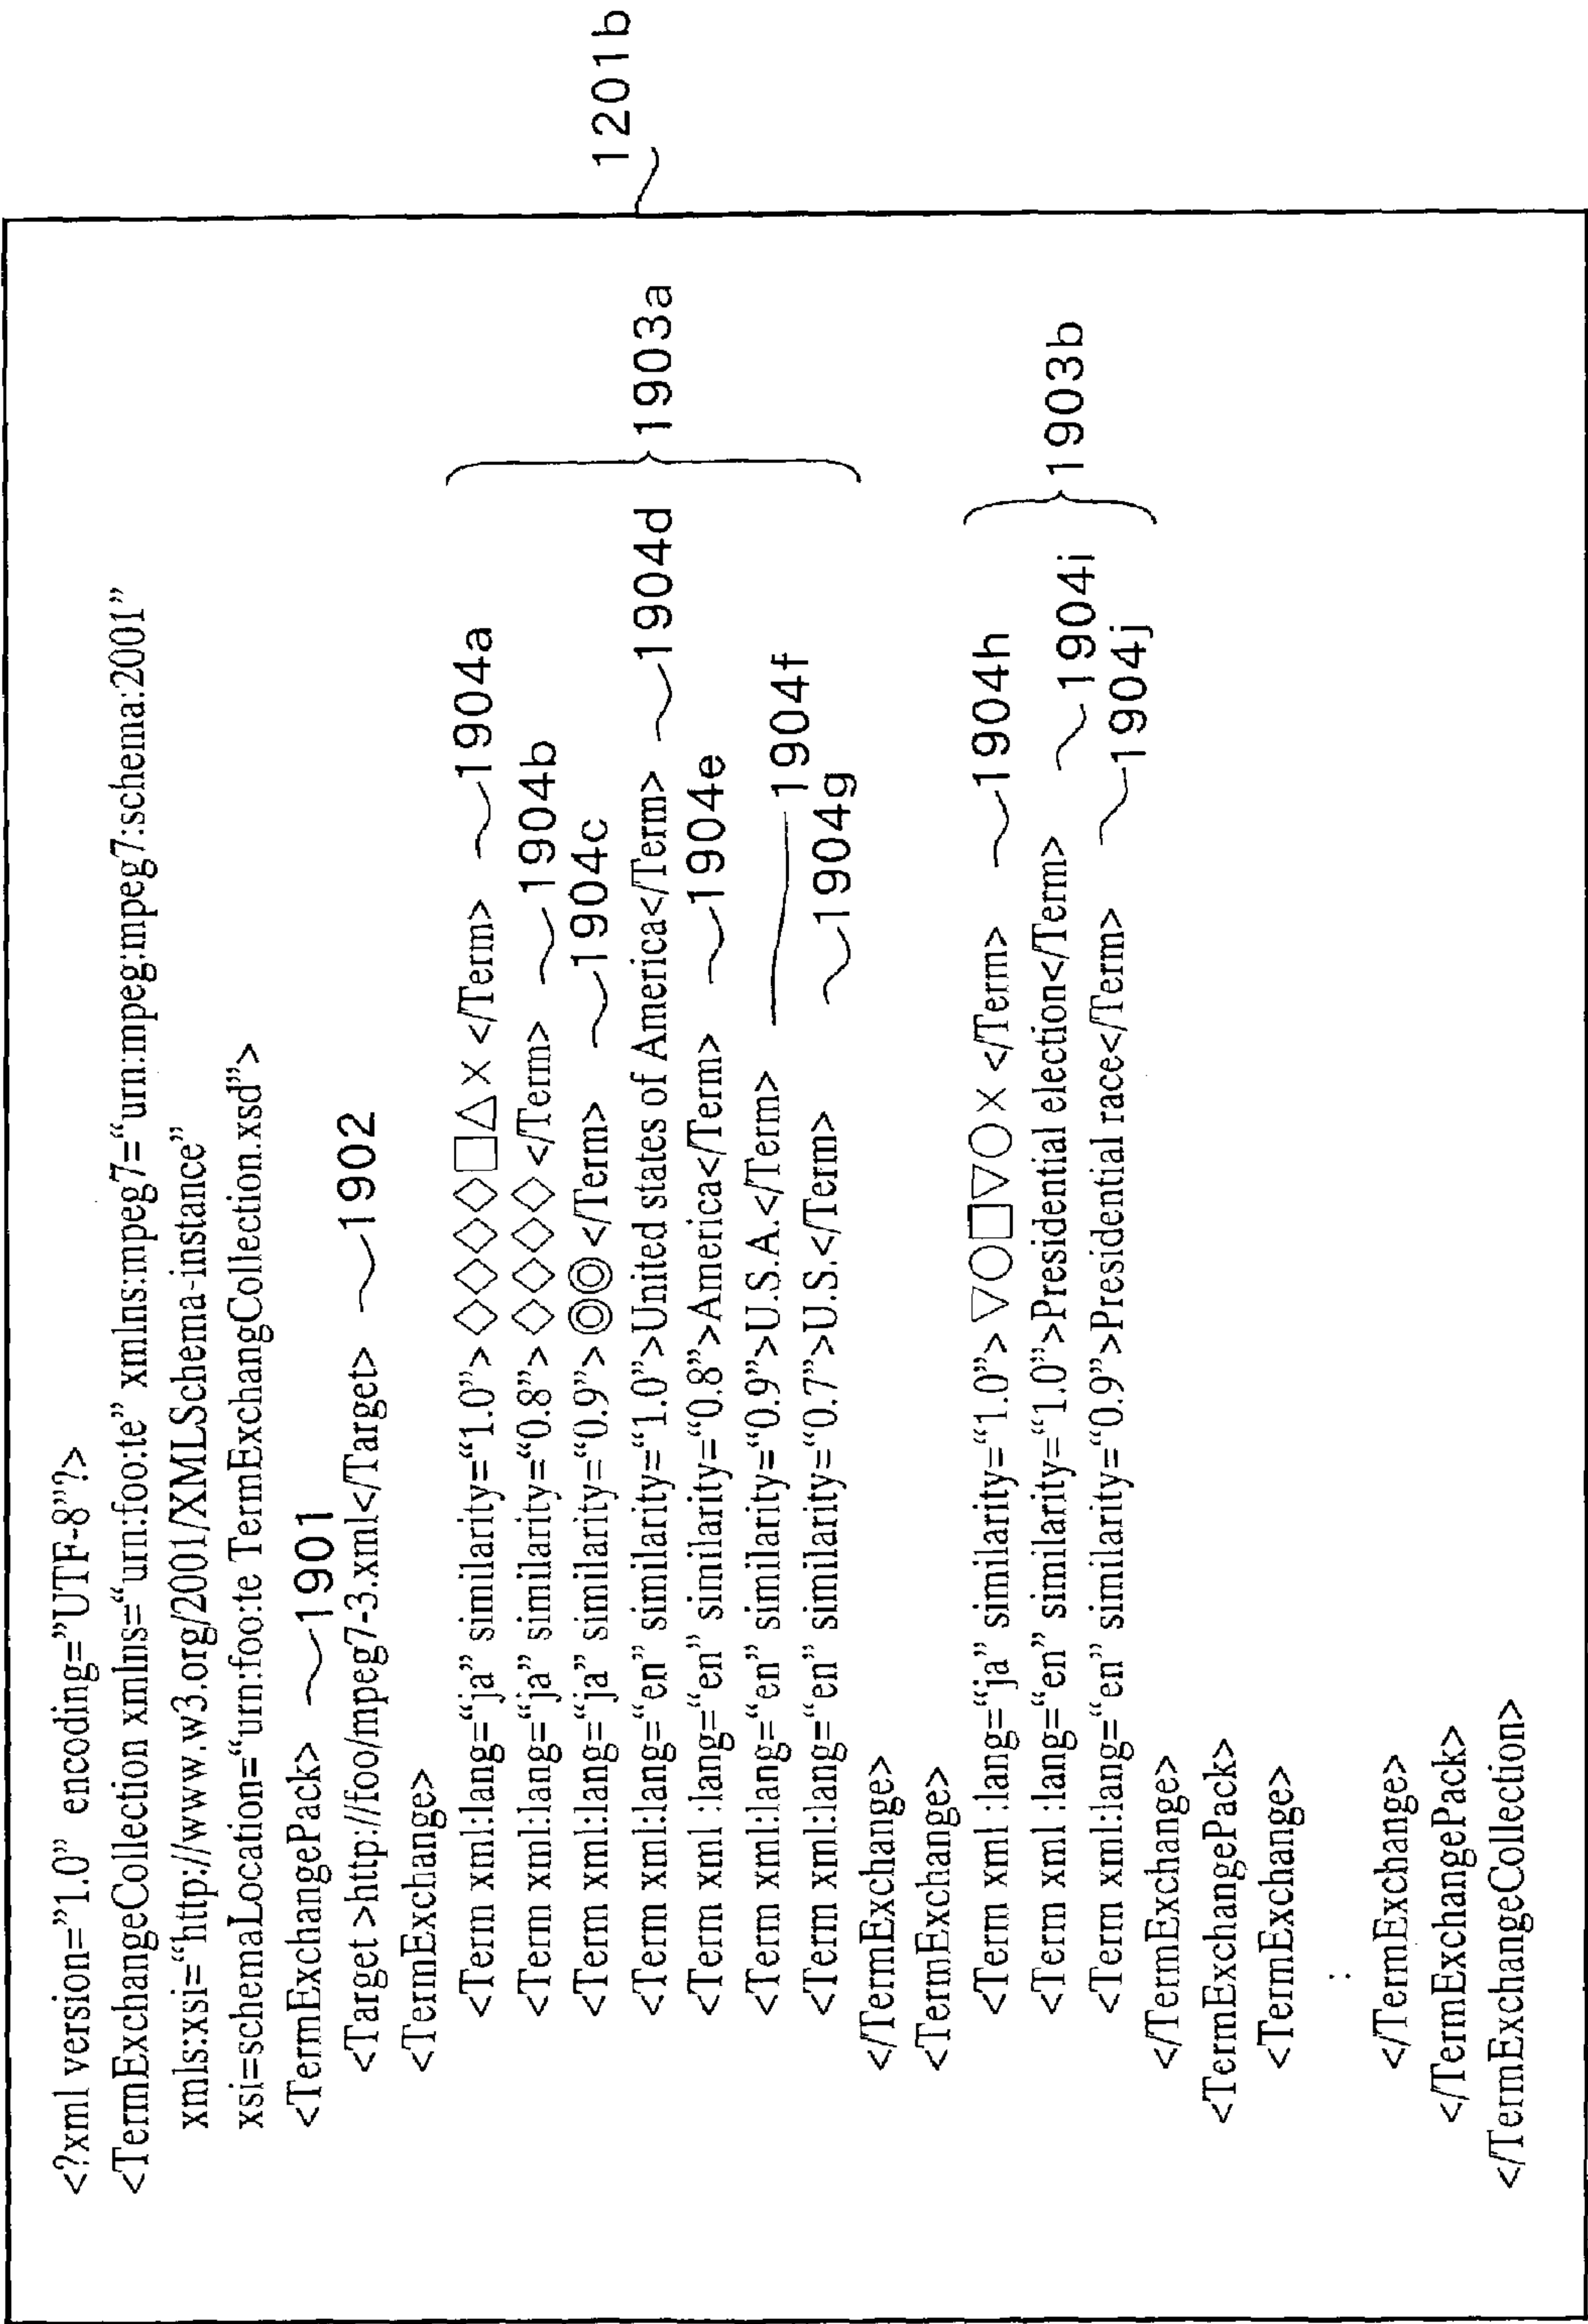 <?xml version=”1.0” encoding=”UTF-8”?>
<TermExchangeCollection xmlns=“urn:foo:te” xmlns:mpeg7=“urn:mpeg:mpeg7:schema:2001”
xmls:xsi=“http://www.w3.org/2001/XMLSchema-instance”
xsi=schemaLocation=“urn:foo:te TermExchangCollection.xsd”>
<TermExchangePack> 1901
<Target >http://foo/mpeg7-3.xml</Target> 1902
<TermExchange>
<Term xml:lang=“ja” similarity=“1.0”>◇◇◇◇□△×</Term> 1904a
<Term xml:lang=“ja” similarity=“0.8”>◇◇◇◇</Term> 1904b
<Term xml:lang=“ja” similarity=“0.9”>◎◎</Term> 1904c
<Term xml:lang=“en” similarity=“1.0”>United states of America</Term> 1904d 1903a
<Term xml :lang=“en” similarity=“0.8”>America</Term> 1904e
<Term xml:lang=“en” similarity=“0.9”>U.S.A.</Term> 1904f
<Term xml:lang=“en” similarity=“0.7”>U.S.</Term> 1904g
</TermExchange>
<TermExchange>
<Term xml :lang=“ja” similarity=“1.0”>▽○□▽○×</Term> 1904h
<Term xml :lang=“en” similarity=“1.0”>Presidential election</Term> 1904i 1903b
<Term xml:lang=“en” similarity=“0.9”>Presidential race</Term> 1904j
</TermExchange>
<TermExchangePack>
<TermExchange>
:
</TermExchange>
</TermExchangePack>
</TermExchangeCollection>
1201b